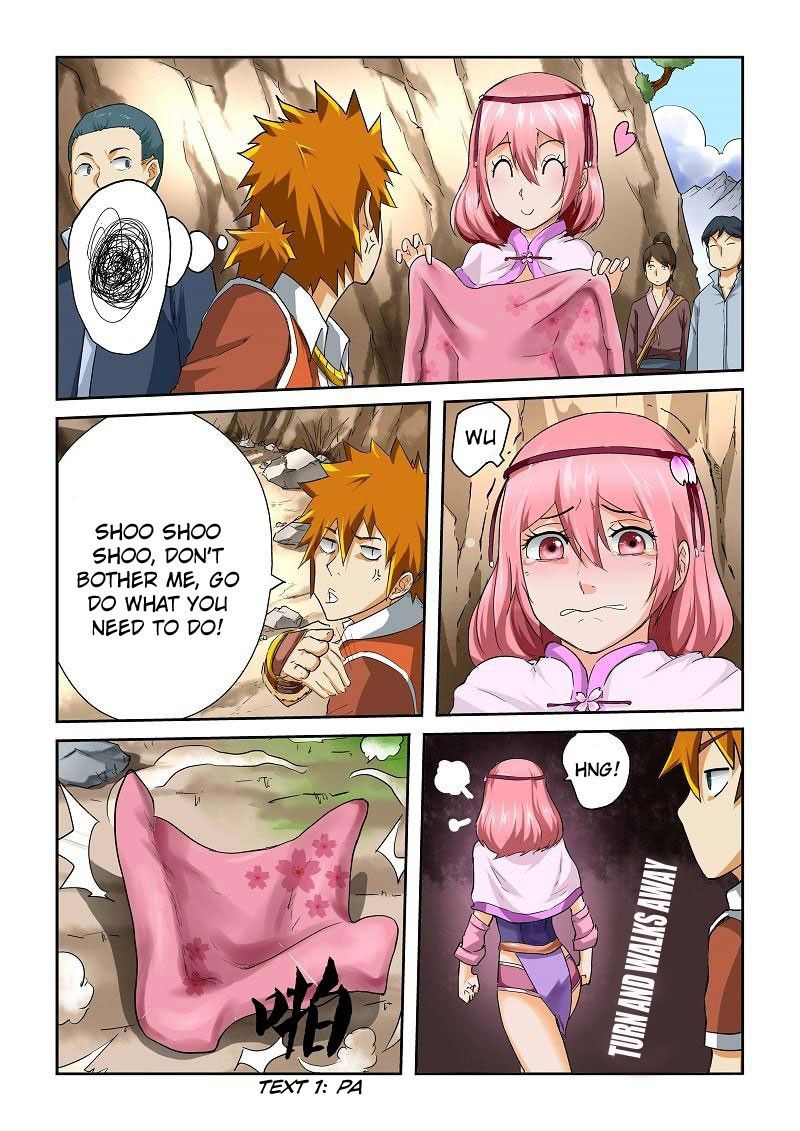 SHOO SHOO
SHOO, DON'T
BOTHER ME, GO
DO WHAT YOU
NEED TO DO!
WU
啪
TEXT 1: PA
HNG!
TURN AND WALKS AWAY